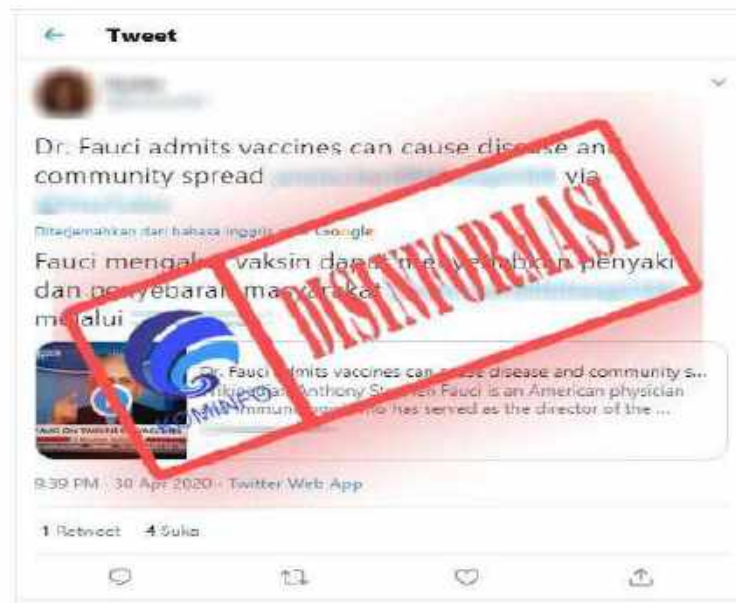 Tweet
Dr. Fauci admits vaccines can cause disease and
community spread via
Diterjemahkan dari bahasa inggris Google
Fauci mengakui vaksin dapat menyebabkan penyaki
dan penyebaran masyarakat
melalui
DISINFORMASI
KOMINFO
Dr. Fauci admits vaccines can cause disease and community s...
Wikipedia: Anthony Stephen Fauci is an American physician
has served as the director of the ...
9:39 PM · 30 Apr 2020 · Twitter Web App
1 Retweet 4 Suka